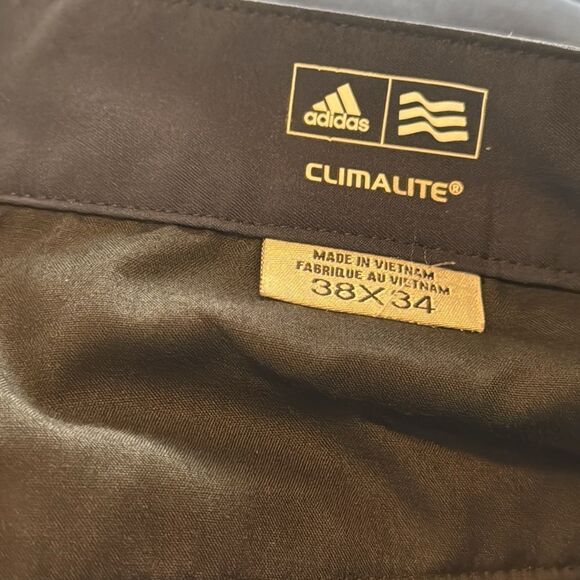 adidas
CLIMALITE®
MADE IN VIETNAM
FABRIQUE AU VIETNAM
38X34